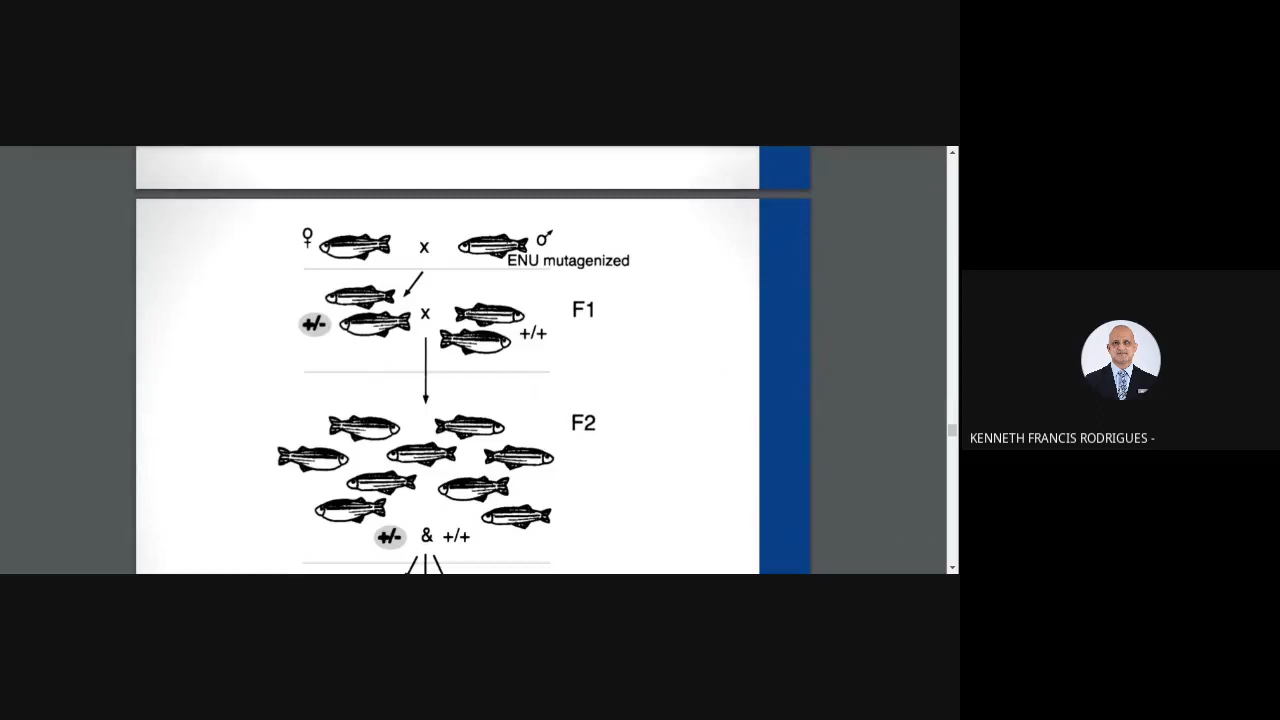 ♀ x ♂
ENU mutagenized
+/- x +/+ F1
F2
+/- & +/+
KENNETH FRANCIS RODRIGUES -